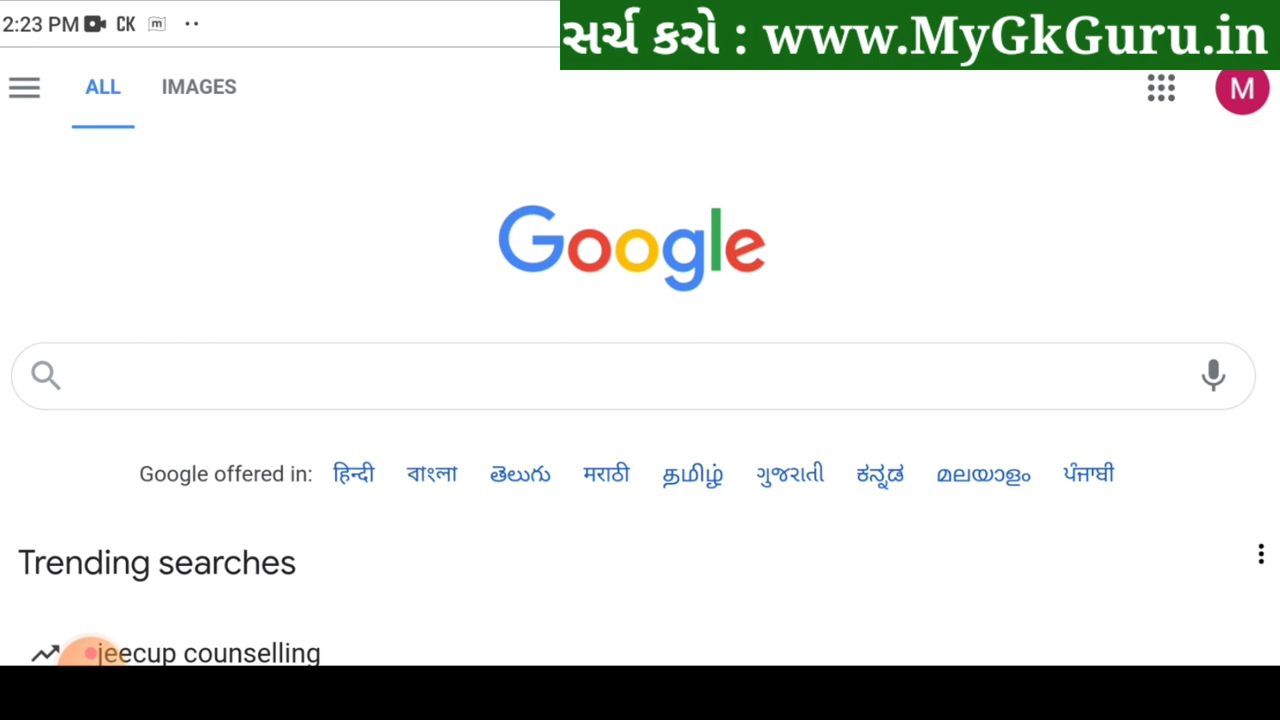 2:23 PM CK m
સર્ચ કરો : www.MyGkGuru.in
ALL IMAGES
M
Google
Google offered in: हिन्दी বাংলা తెలుగు मराठी தமிழ் ગુજરાતી ಕನ್ನಡ മലയാളം ਪੰਜਾਬੀ
Trending searches
jeecup counselling